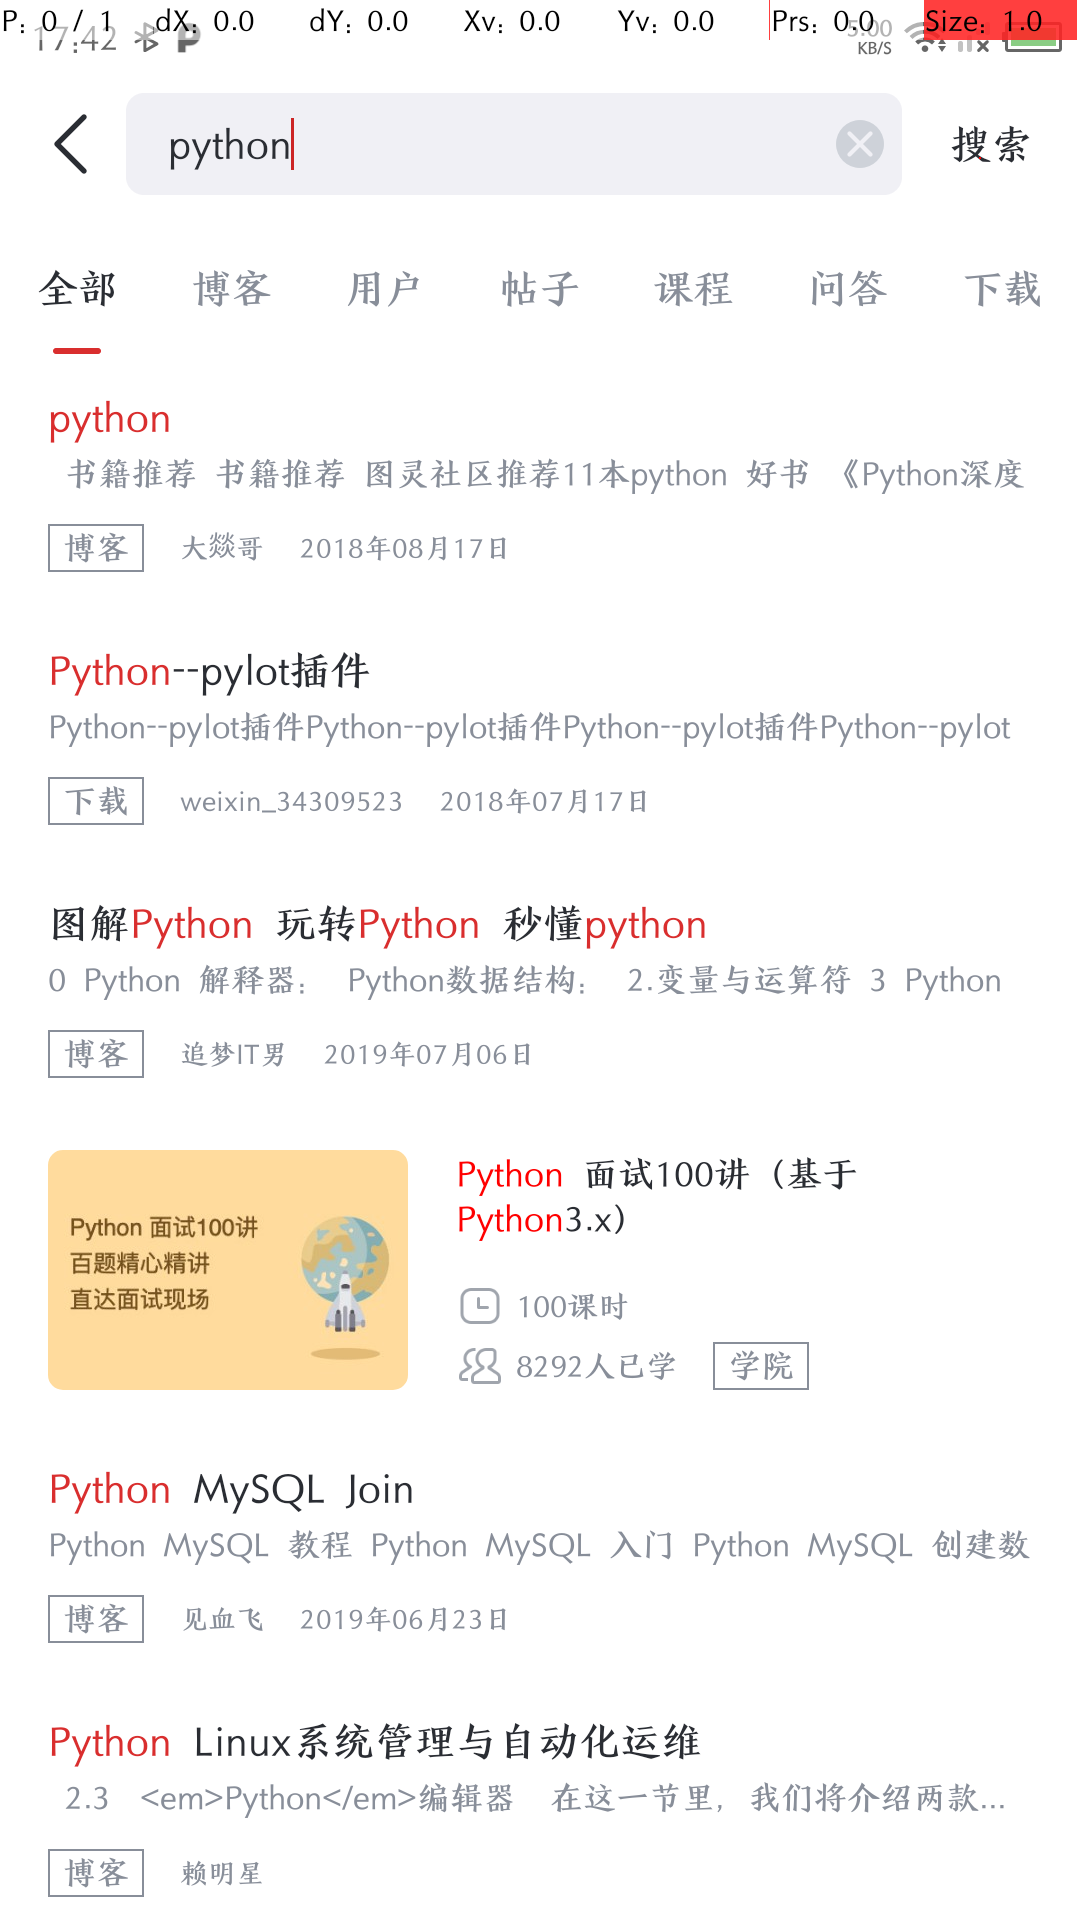 P: 0 / 1 dX: 0.0 dY: 0.0 Xv: 0.0 Yv: 0.0 Prs: 0.0 Size: 1.0
17:42 5.00 KB/S
python 搜索
全部 博客 用户 帖子 课程 问答 下载
python
书籍推荐 书籍推荐 图灵社区推荐11本python 好书 《Python深度
博客 大燚哥 2018年08月17日
Python--pylot插件
Python--pylot插件Python--pylot插件Python--pylot插件Python--pylot
下载 weixin_34309523 2018年07月17日
图解Python 玩转Python 秒懂python
0 Python 解释器: Python数据结构: 2.变量与运算符 3 Python
博客 追梦IT男 2019年07月06日
Python 面试100讲
百题精心精讲
直达面试现场
Python 面试100讲（基于
Python3.x）
100课时
8292人已学 学院
Python MySQL Join
Python MySQL 教程 Python MySQL 入门 Python MySQL 创建数
博客 见血飞 2019年06月23日
Python Linux系统管理与自动化运维
2.3 <em>Python</em>编辑器 在这一节里，我们将介绍两款...
博客 赖明星